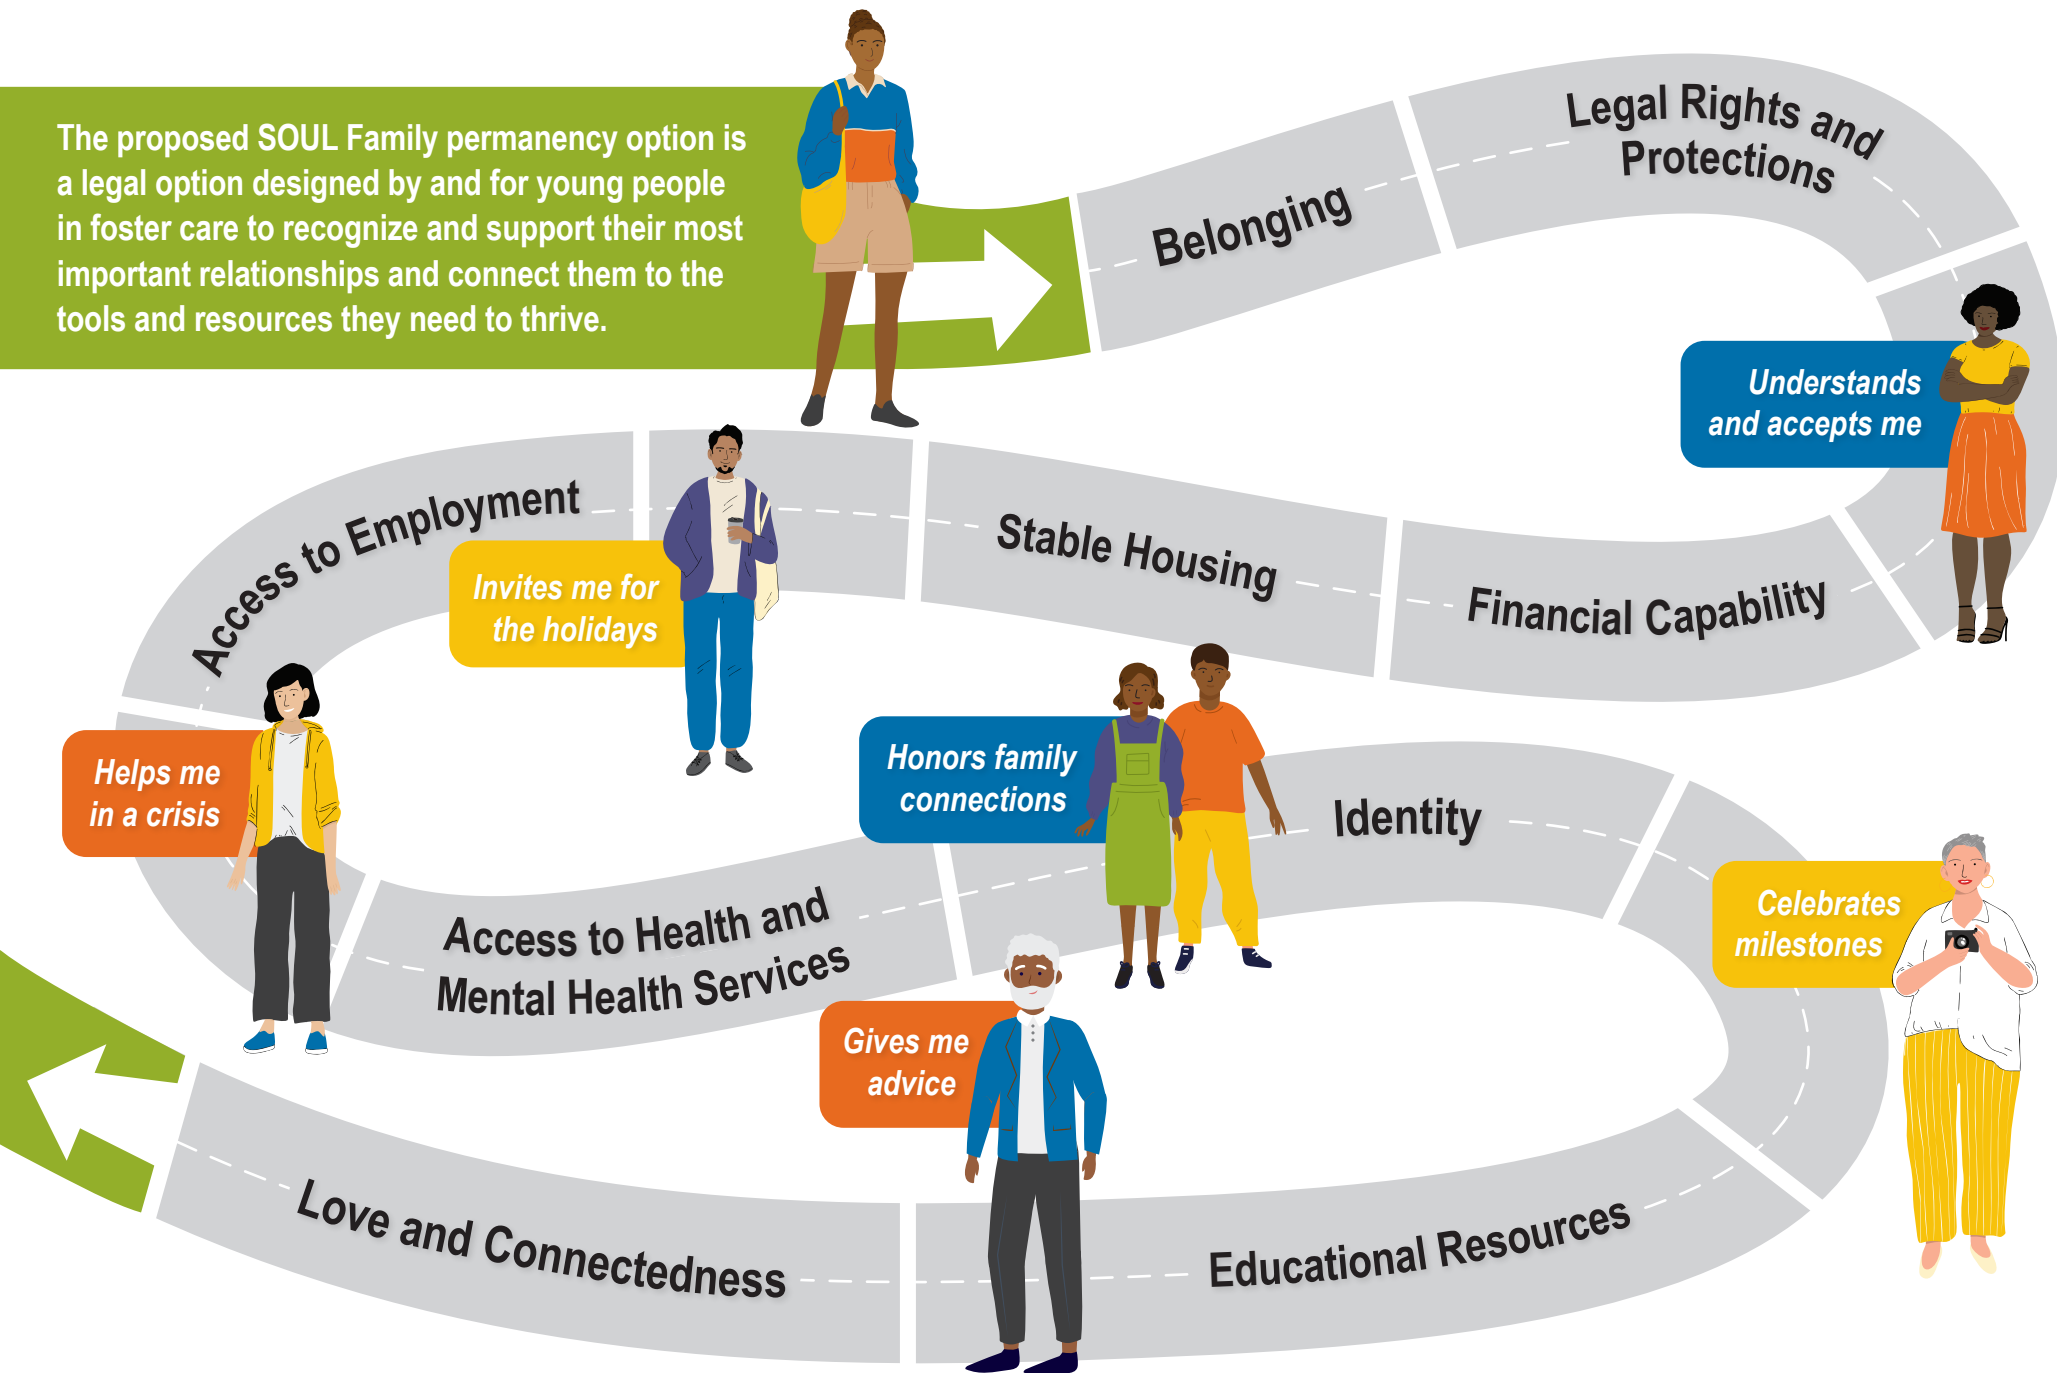 The proposed SOUL Family permanency option is
a legal option designed by and for young people
in foster care to recognize and support their most
important relationships and connect them to the
tools and resources they need to thrive.
Belonging
Legal Rights and
Protections
Understands
and accepts me
Financial Capability
Stable Housing
Invites me for
the holidays
Access to Employment
Helps me
in a crisis
Access to Health and
Mental Health Services
Honors family
connections
Identity
Celebrates
milestones
Educational Resources
Gives me
advice
Love and Connectedness